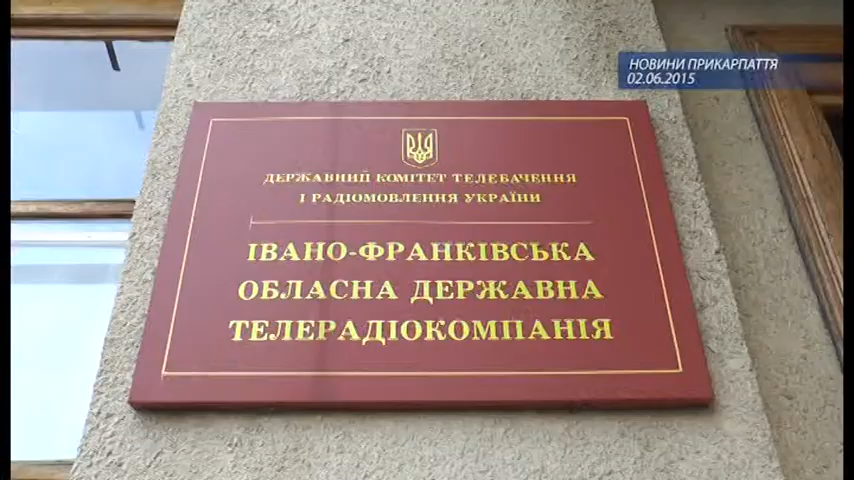 НОВИНИ ПРИКАРПАТТЯ
02.06.2015
ДЕРЖАВНИЙ КОМІТЕТ ТЕЛЕБАЧЕННЯ
І РАДІОМОВЛЕННЯ УКРАЇНИ
ІВАНО-ФРАНКІВСЬКА
ОБЛАСНА ДЕРЖАВНА
ТЕЛЕРАДІОКОМПАНІЯ